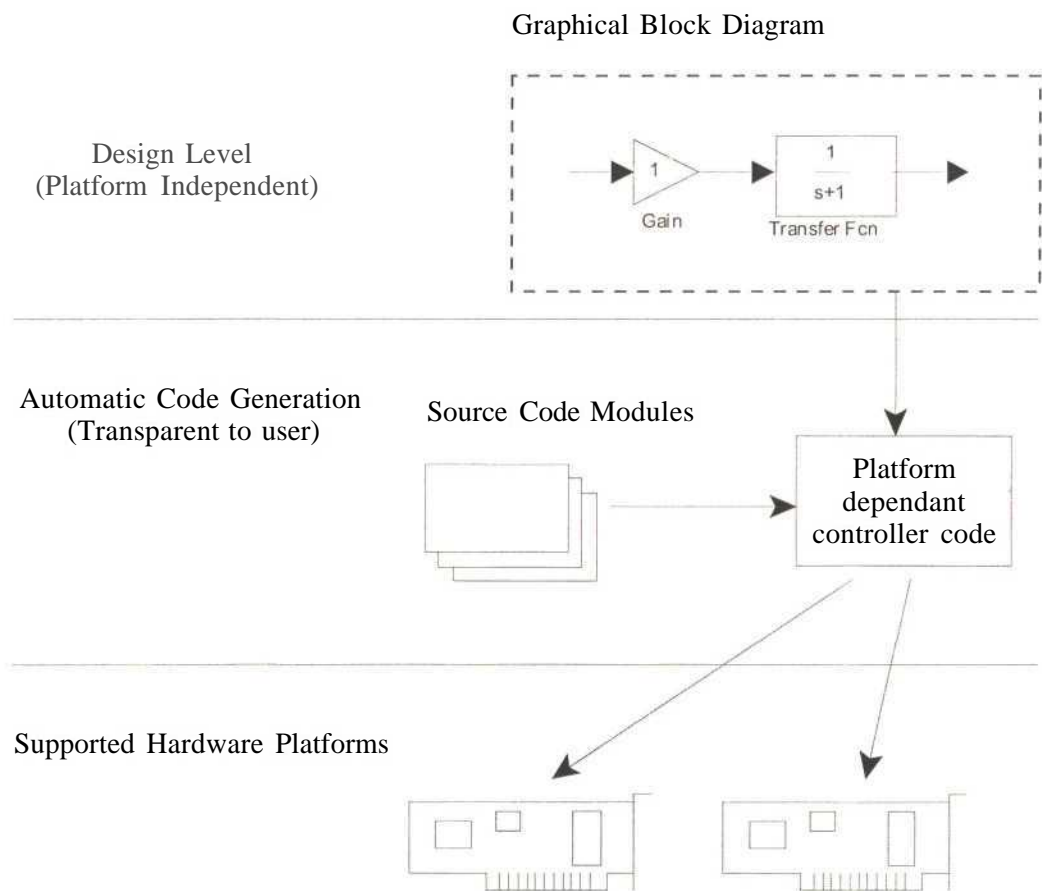 Graphical Block Diagram
Design Level
(Platform Independent)
1
Gain
1
s+1
Transfer Fcn
Automatic Code Generation
(Transparent to user)
Source Code Modules
Platform
dependant
controller code
Supported Hardware Platforms